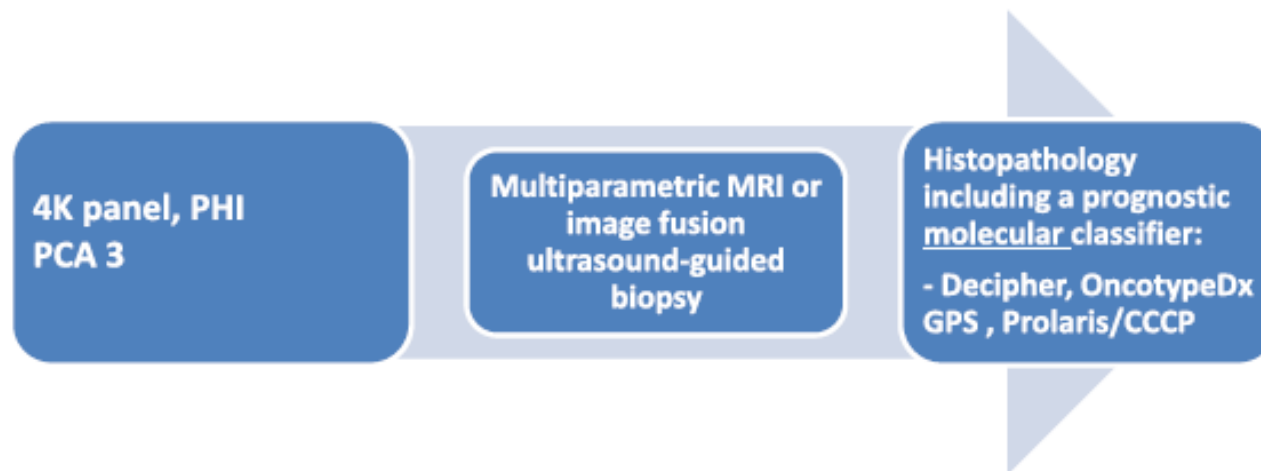 4K panel, PHI
PCA 3
Multiparametric MRI or
image fusion
ultrasound-guided
biopsy
Histopathology
including a prognostic
molecular classifier:
- Decipher, OncotypeDx
GPS , Prolaris/CCCP